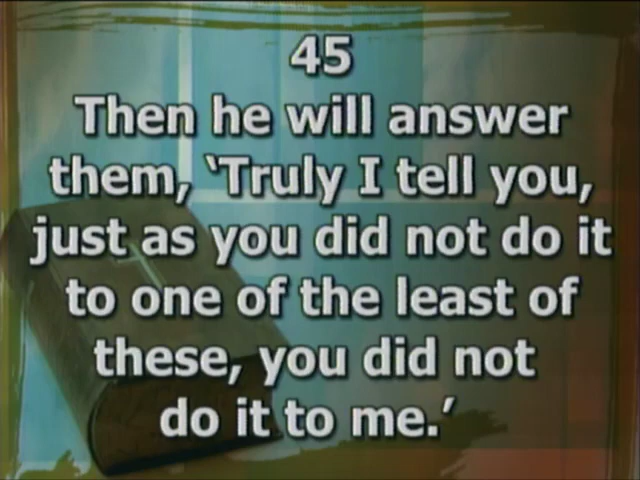 45
Then he will answer
them, ‘Truly I tell you,
just as you did not do it
to one of the least of
these, you did not
do it to me.’